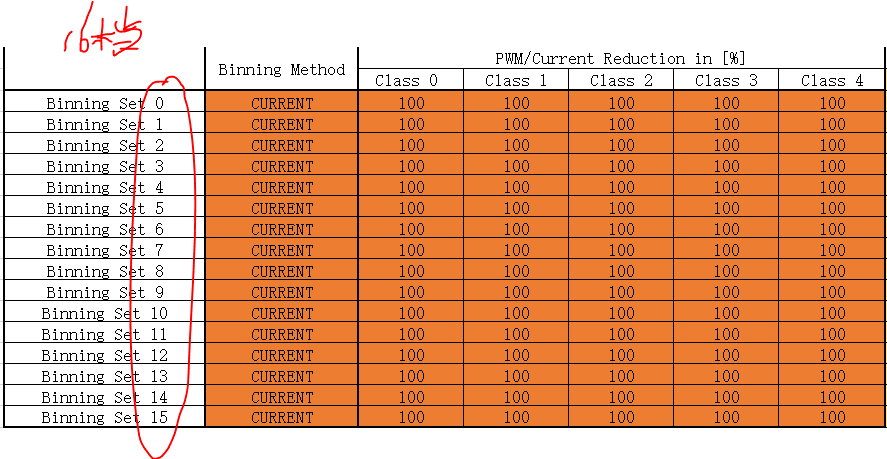 16档
Binning Method PWM/Current Reduction in [%]
Class 0 Class 1 Class 2 Class 3 Class 4
Binning Set 0 CURRENT 100 100 100 100 100
Binning Set 1 CURRENT 100 100 100 100 100
Binning Set 2 CURRENT 100 100 100 100 100
Binning Set 3 CURRENT 100 100 100 100 100
Binning Set 4 CURRENT 100 100 100 100 100
Binning Set 5 CURRENT 100 100 100 100 100
Binning Set 6 CURRENT 100 100 100 100 100
Binning Set 7 CURRENT 100 100 100 100 100
Binning Set 8 CURRENT 100 100 100 100 100
Binning Set 9 CURRENT 100 100 100 100 100
Binning Set 10 CURRENT 100 100 100 100 100
Binning Set 11 CURRENT 100 100 100 100 100
Binning Set 12 CURRENT 100 100 100 100 100
Binning Set 13 CURRENT 100 100 100 100 100
Binning Set 14 CURRENT 100 100 100 100 100
Binning Set 15 CURRENT 100 100 100 100 100